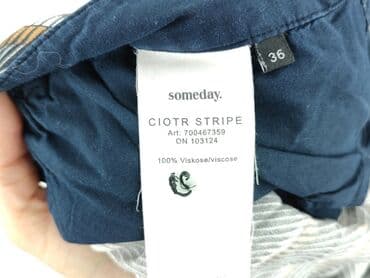 36
someday.
CIOTR STRIPE
Art. 700467359
ON 103124
100% Viskose/viscose